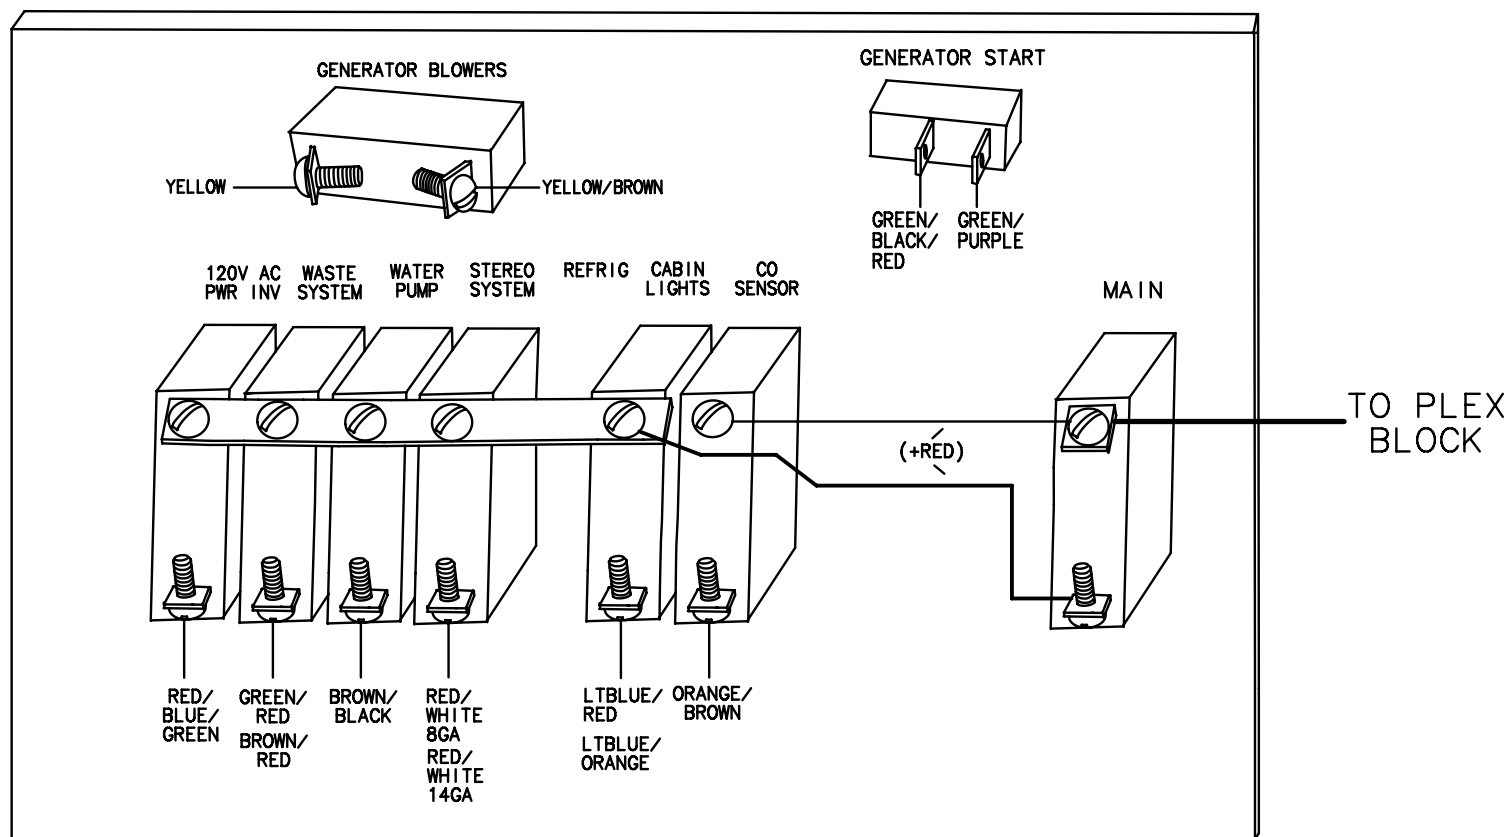 GENERATOR BLOWERS
GENERATOR START
YELLOW
YELLOW/BROWN
GREEN/
BLACK/
RED
GREEN/
PURPLE
120V AC
PWR INV
WASTE
SYSTEM
WATER
PUMP
STEREO
SYSTEM
REFRIG
CABIN
LIGHTS
CO
SENSOR
MAIN
TO PLEX
BLOCK
(+RED)
RED/
BLUE/
GREEN
GREEN/
RED
BROWN/
RED
BROWN/
BLACK
RED/
WHITE
8GA
RED/
WHITE
14GA
LTBLUE/
RED
LTBLUE/
ORANGE
ORANGE/
BROWN